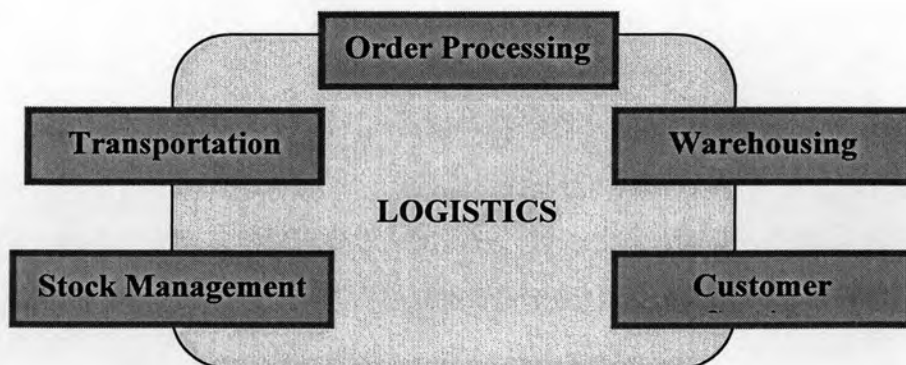 Order Processing
Transportation
Warehousing
LOGISTICS
Stock Management
Customer